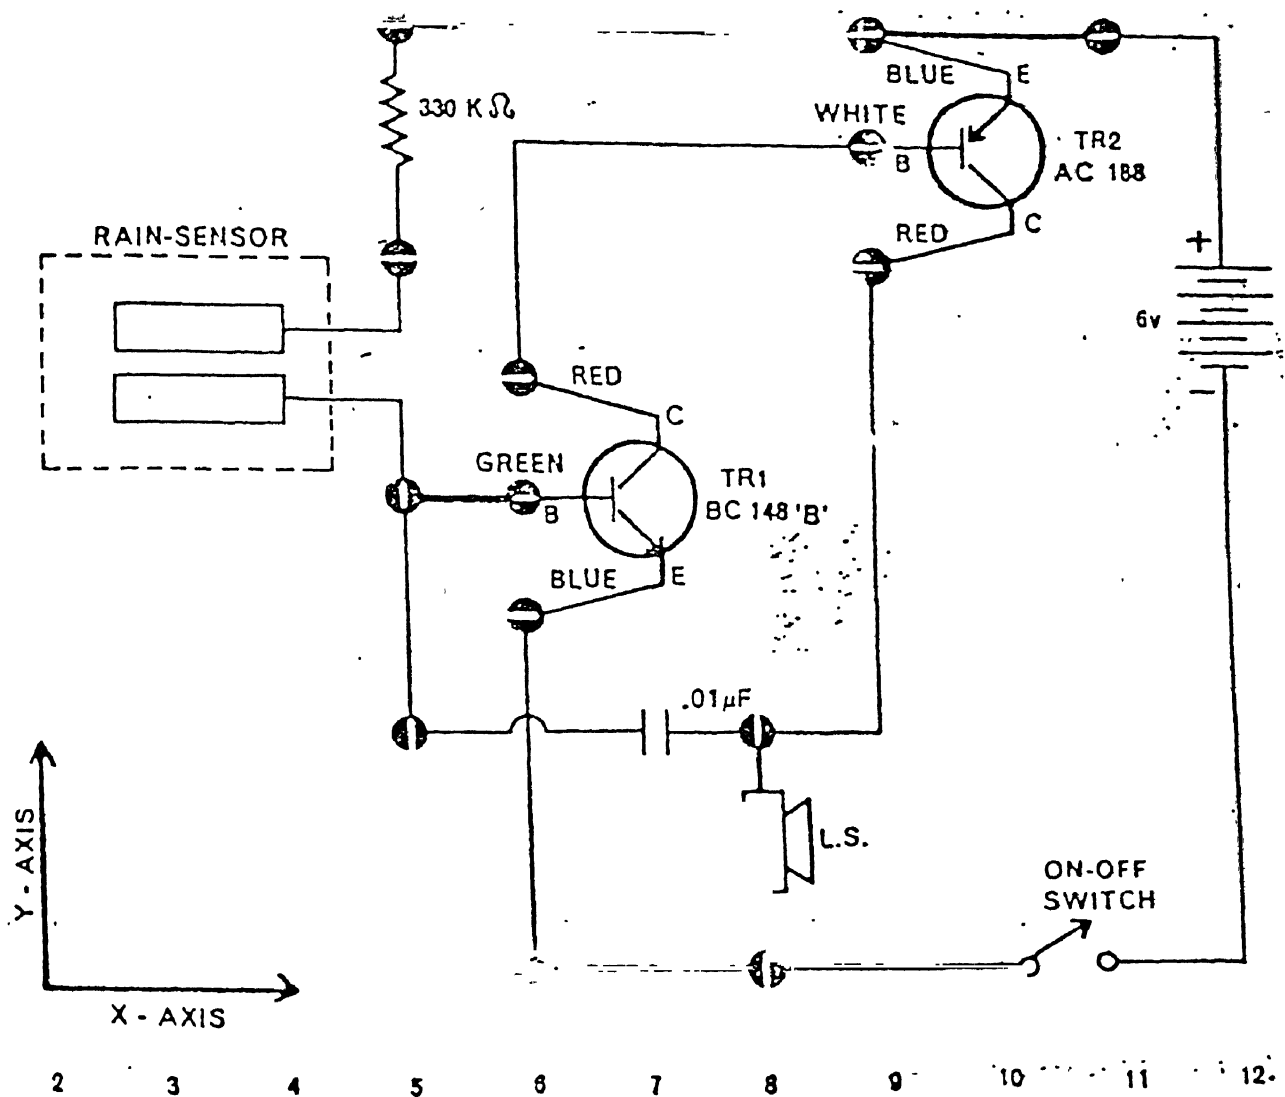 330 K Ω
BLUE
E
WHITE
B
TR2
AC 188
RED
C
RAIN-SENSOR
+
6v
-
RED
C
GREEN
B
TR1
BC 148 'B'
BLUE
E
.01µF
L.S.
ON-OFF
SWITCH
Y - AXIS
X - AXIS
2 3 4 5 6 7 8 9 10 11 12.